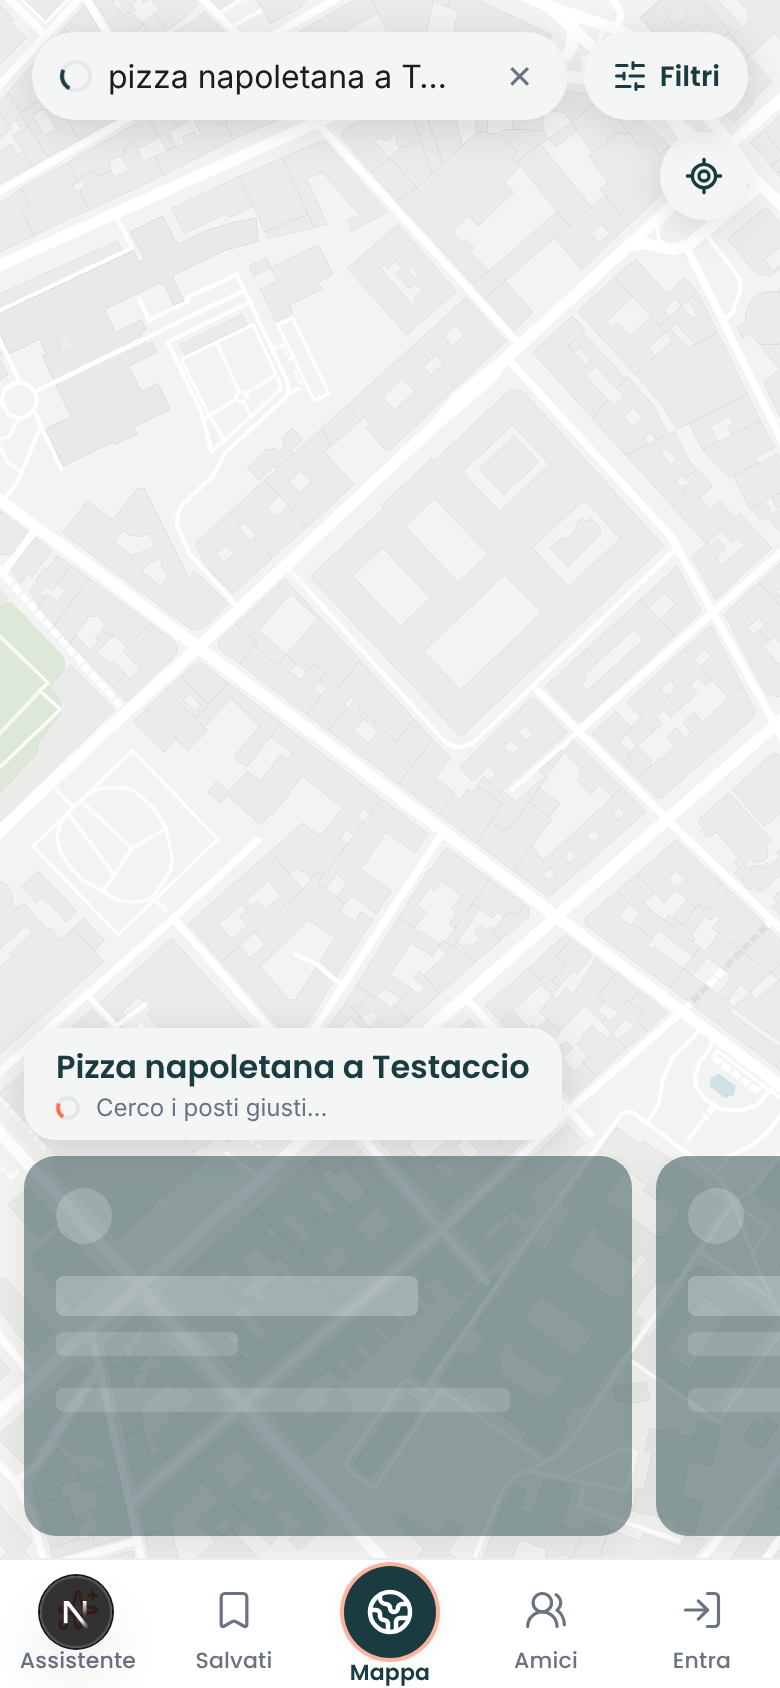 pizza napoletana a T...
Filtri
Pizza napoletana a Testaccio
Cerco i posti giusti...
N
Assistente
Salvati
Mappa
Amici
Entra